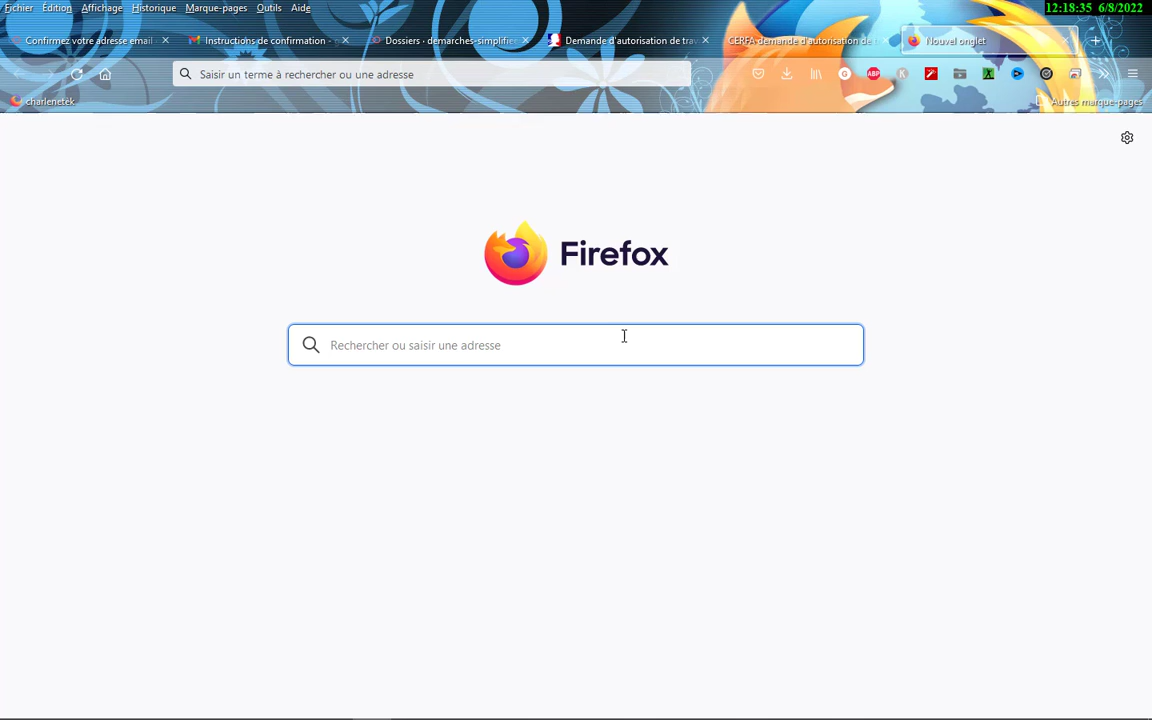 Fichier Édition Affichage Historique Marque-pages Outils Aide 12:18:35 6/8/2022
Confirmez votre adresse email Instructions de confirmation - Dossiers · demarches-simplifie Demande d'autorisation de trav CERFA demande d'autorisation de Nouvel onglet
Saisir un terme à rechercher ou une adresse
charlenetek Autres marque-pages
Firefox
Rechercher ou saisir une adresse